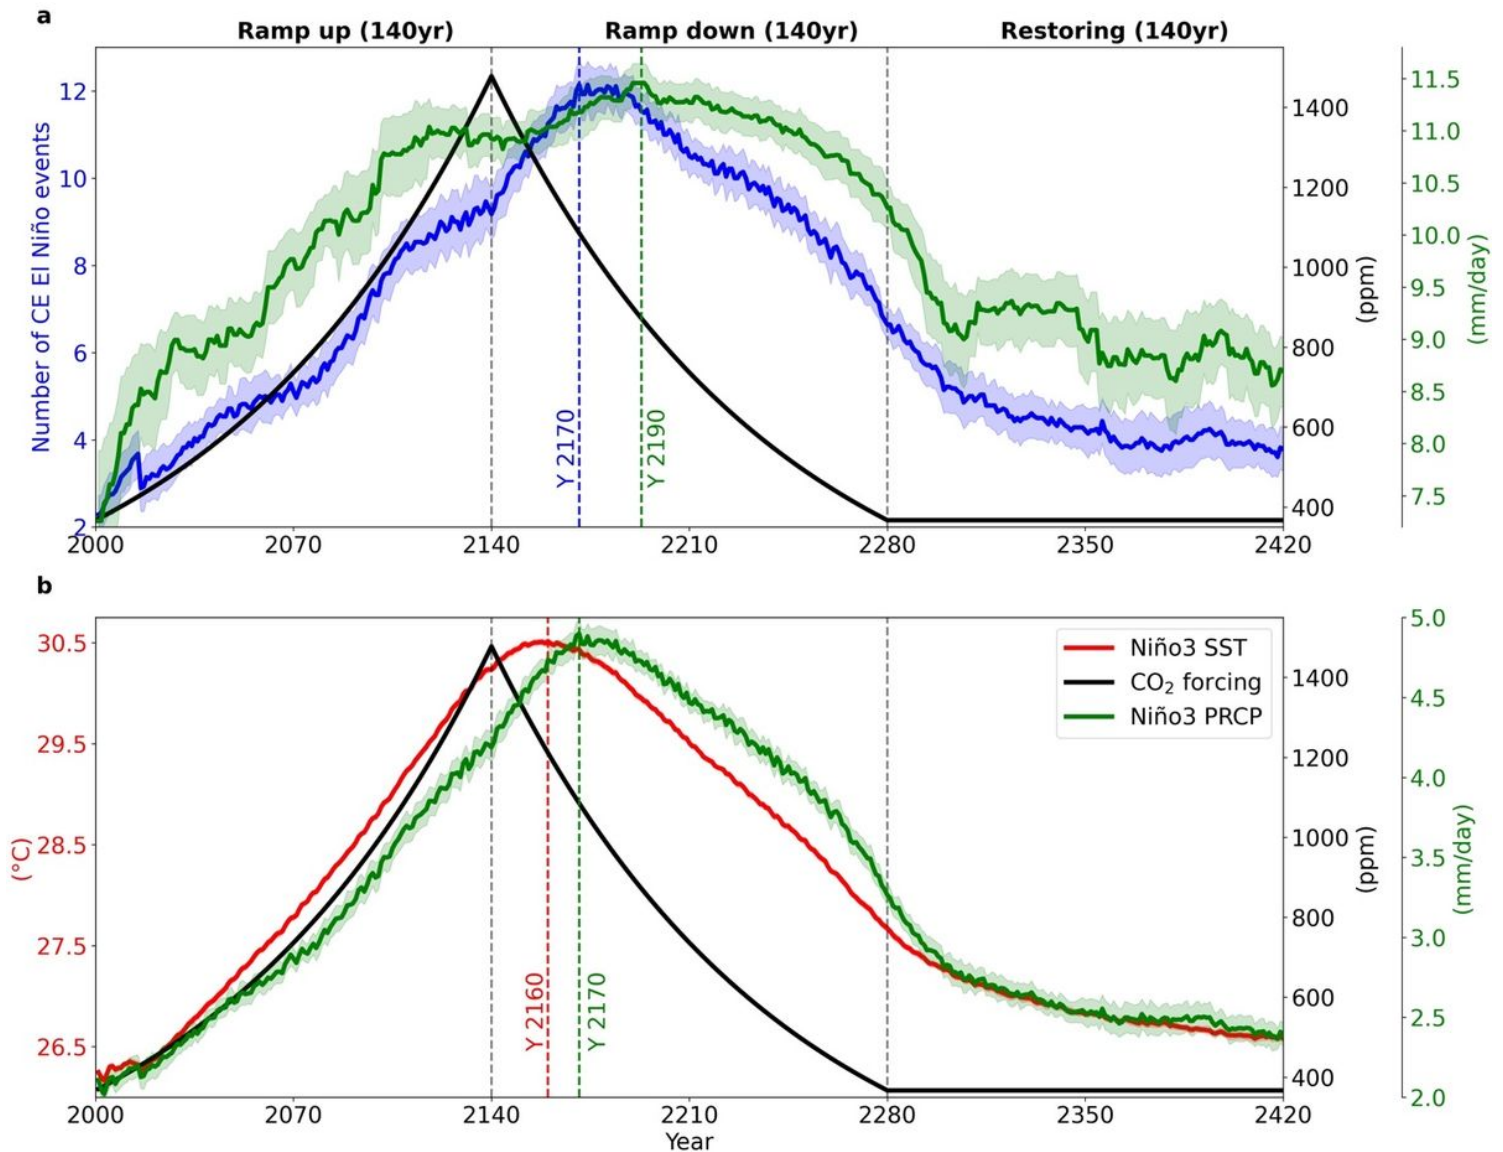 a
Ramp up (140yr) Ramp down (140yr) Restoring (140yr)
Number of CE El Niño events
12
10
8
6
4
2
1400
1200
1000
800
600
400
(ppm)
11.5
11.0
10.5
10.0
9.5
9.0
8.5
8.0
7.5
(mm/day)
Y 2170
Y 2190
2000 2070 2140 2210 2280 2350 2420
b
30.5
29.5
28.5
27.5
26.5
(°C)
Niño3 SST
CO₂ forcing
Niño3 PRCP
1400
1200
1000
800
600
400
(ppm)
5.0
4.5
4.0
3.5
3.0
2.5
2.0
(mm/day)
Y 2160
Y 2170
2000 2070 2140 2210 2280 2350 2420
Year